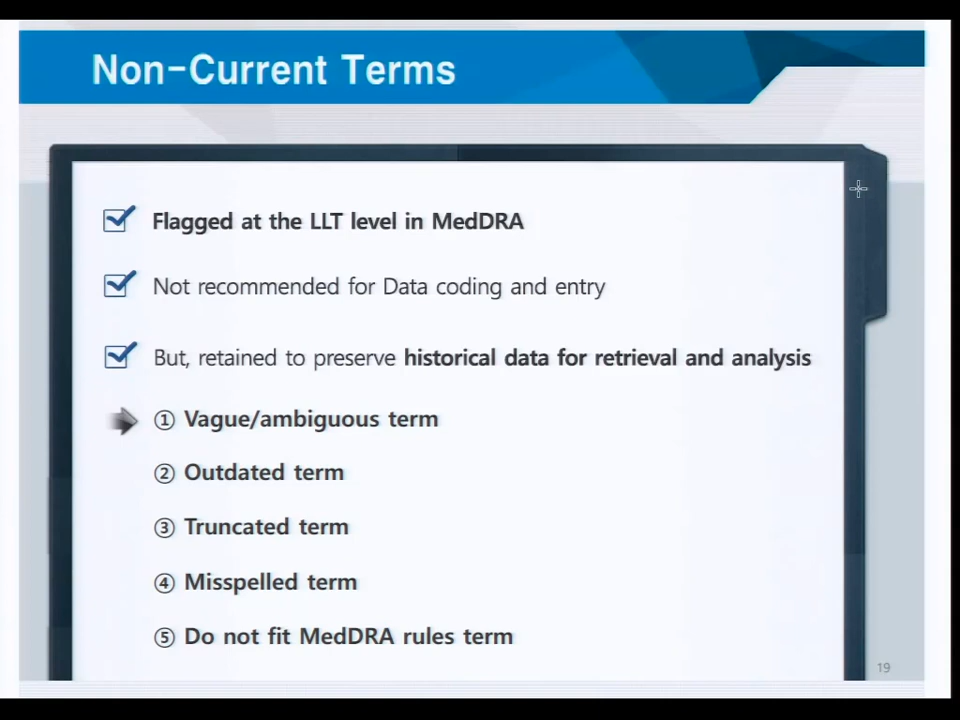 Non-Current Terms
Flagged at the LLT level in MedDRA
Not recommended for Data coding and entry
But, retained to preserve historical data for retrieval and analysis
① Vague/ambiguous term
② Outdated term
③ Truncated term
④ Misspelled term
⑤ Do not fit MedDRA rules term
19